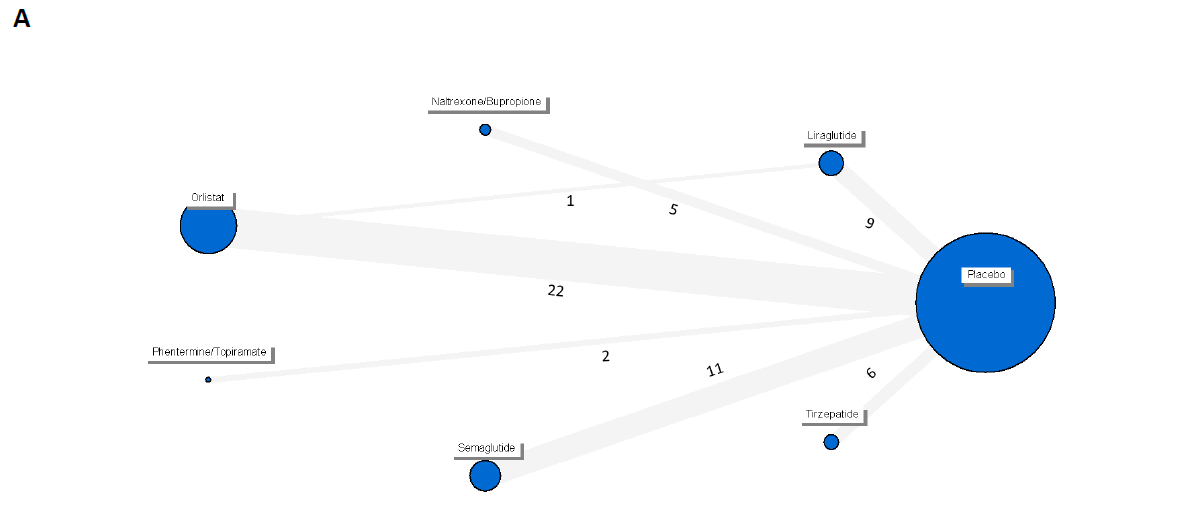 A
Naltrexone/Bupropione
Liraglutide
Orlistat
1
5
9
Placebo
22
Phentermine/Topiramate
2
11
6
Tirzepatide
Semaglutide